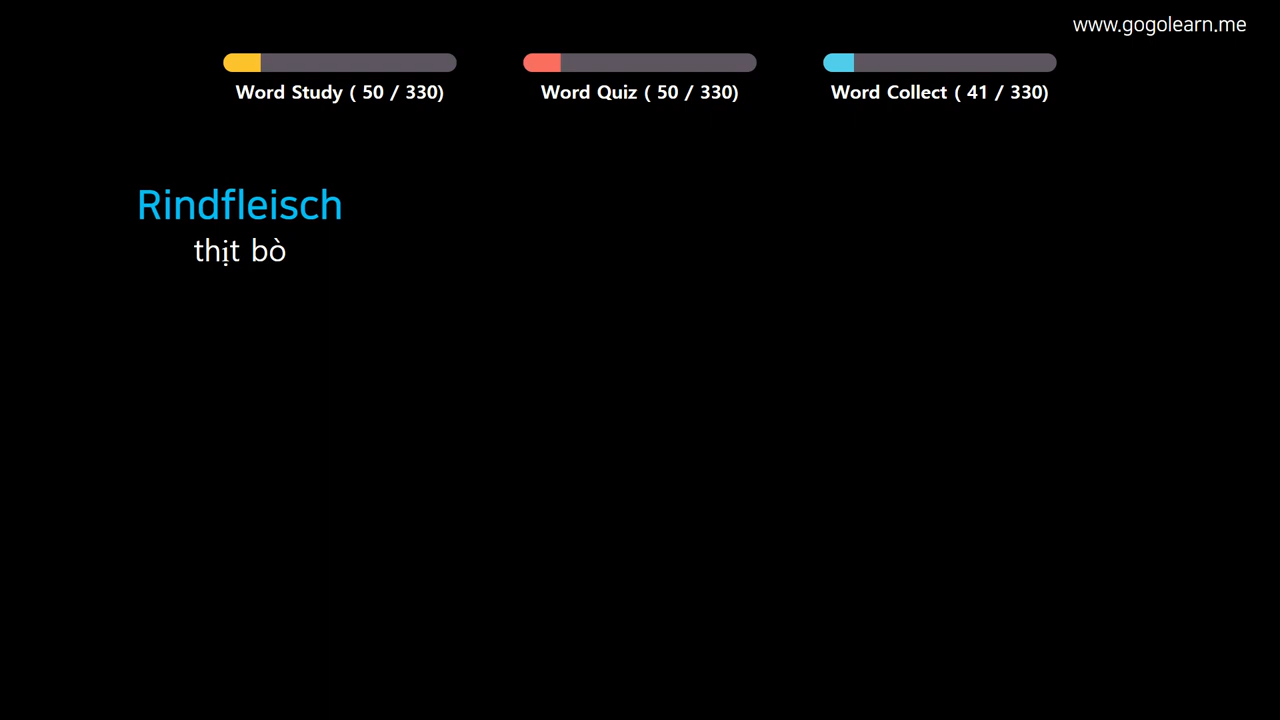 www.gogolearn.me
Word Study ( 50 / 330)
Word Quiz ( 50 / 330)
Word Collect ( 41 / 330)
Rindfleisch
thịt bò